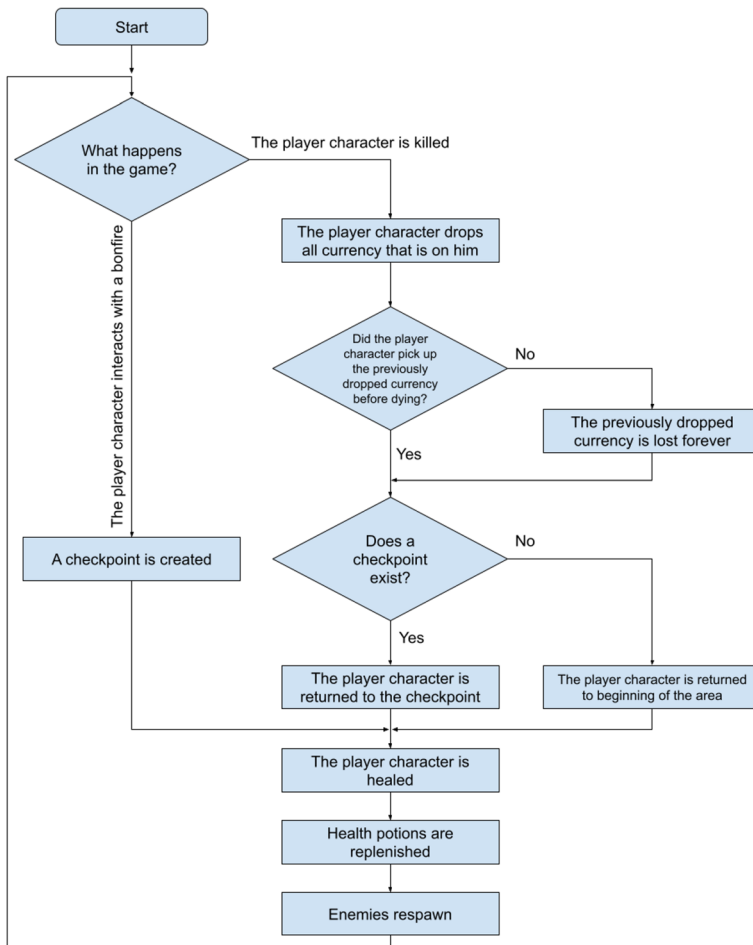 Start
What happens
in the game?
The player character is killed
The player character interacts with a bonfire
The player character drops
all currency that is on him
Did the player
character pick up
the previously
dropped currency
before dying?
No
The previously dropped
currency is lost forever
Yes
Does a
checkpoint
exist?
No
A checkpoint is created
Yes
The player character is
returned to the checkpoint
The player character is returned
to beginning of the area
The player character is
healed
Health potions are
replenished
Enemies respawn